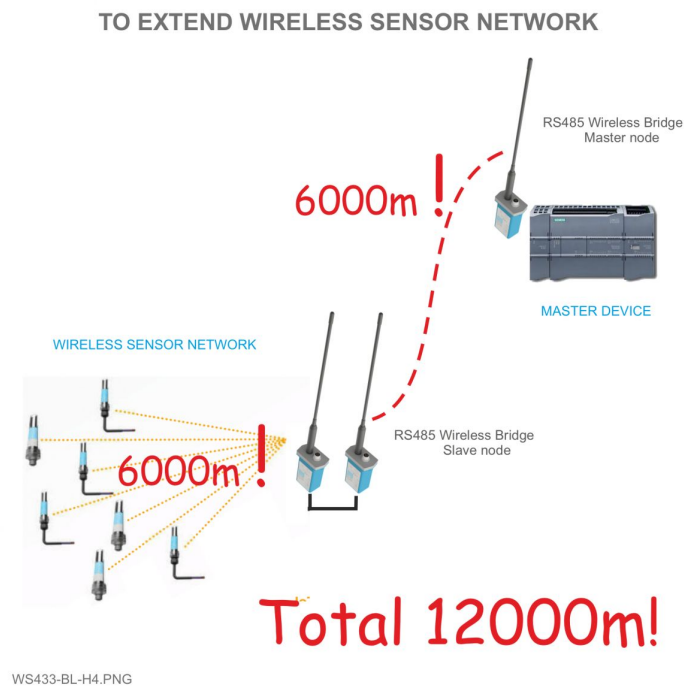 TO EXTEND WIRELESS SENSOR NETWORK
RS485 Wireless Bridge
Master node
6000m!
MASTER DEVICE
WIRELESS SENSOR NETWORK
RS485 Wireless Bridge
Slave node
6000m!
Total 12000m!
WS433-BL-H4.PNG